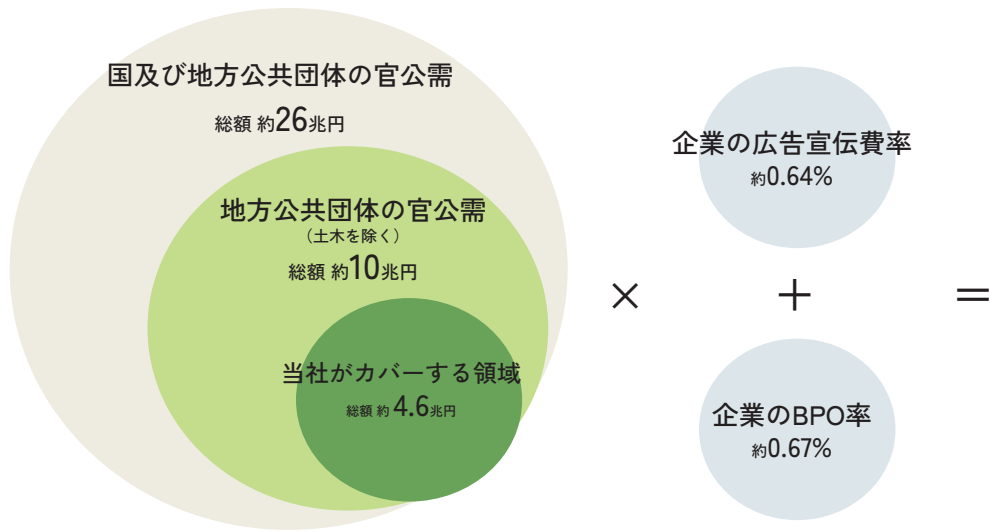 国及び地方公共団体の官公需
総額 約26兆円
地方公共団体の官公需
（土木を除く）
総額 約10兆円
当社がカバーする領域
総額 約4.6兆円
×
企業の広告宣伝費率
約0.64%
＋
企業のBPO率
約0.67%
＝